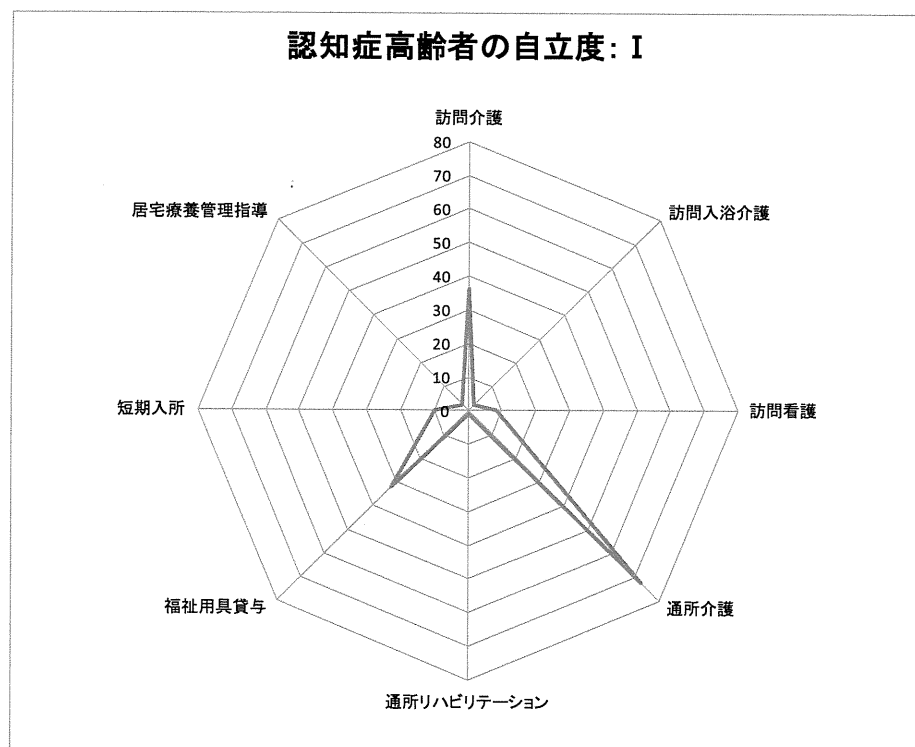 認知症高齢者の自立度: I
訪問介護
80
70
60
50
40
30
20
10
0
訪問入浴介護
訪問看護
通所介護
通所リハビリテーション
福祉用具貸与
短期入所
居宅療養管理指導